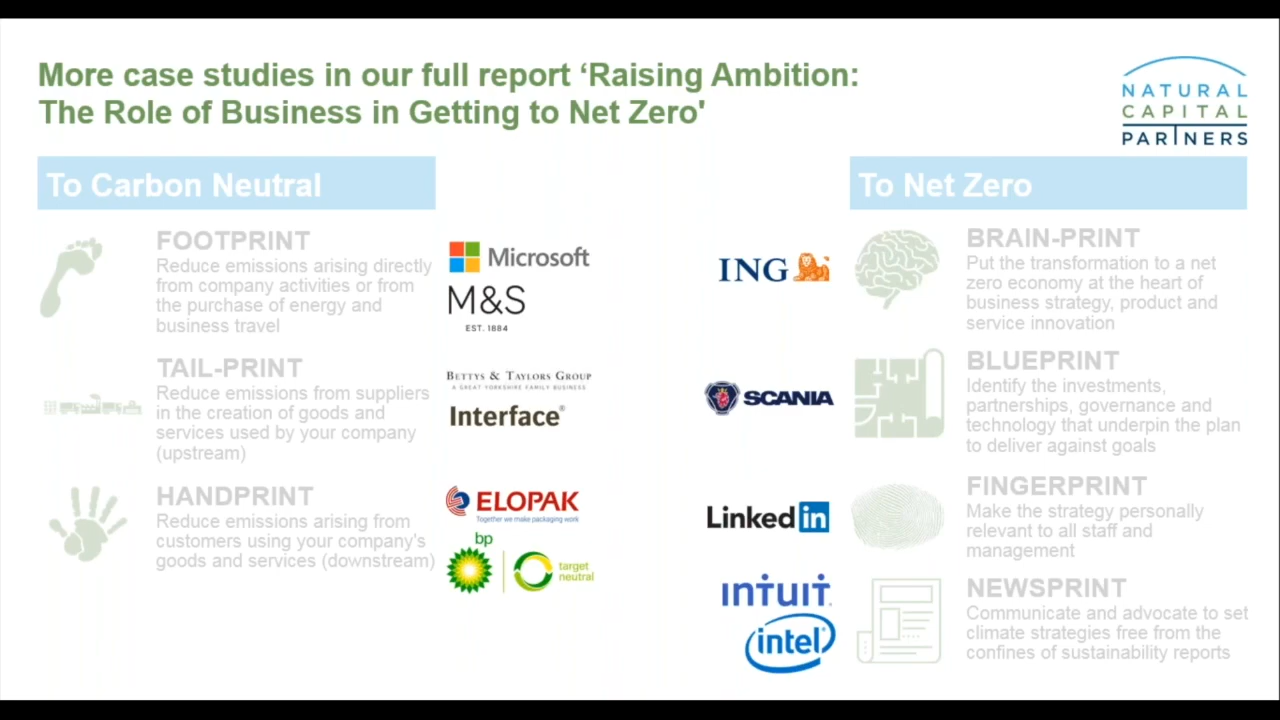 More case studies in our full report ‘Raising Ambition:
The Role of Business in Getting to Net Zero'
NATURAL
CAPITAL
PARTNERS
To Carbon Neutral
FOOTPRINT
Reduce emissions arising directly
from company activities or from
the purchase of energy and
business travel
Microsoft
M&S
EST. 1884
TAIL-PRINT
Reduce emissions from suppliers
in the creation of goods and
services used by your company
(upstream)
BETTYS & TAYLORS GROUP
A GREAT YORKSHIRE FAMILY BUSINESS
Interface®
HANDPRINT
Reduce emissions arising from
customers using your company's
goods and services (downstream)
ELOPAK
Together we make packaging work
bp
target
neutral
To Net Zero
ING
BRAIN-PRINT
Put the transformation to a net
zero economy at the heart of
business strategy, product and
service innovation
SCANIA
BLUEPRINT
Identify the investments,
partnerships, governance and
technology that underpin the plan
to deliver against goals
LinkedIn
FINGERPRINT
Make the strategy personally
relevant to all staff and
management
intuit.
intel
NEWSPRINT
Communicate and advocate to set
climate strategies free from the
confines of sustainability reports